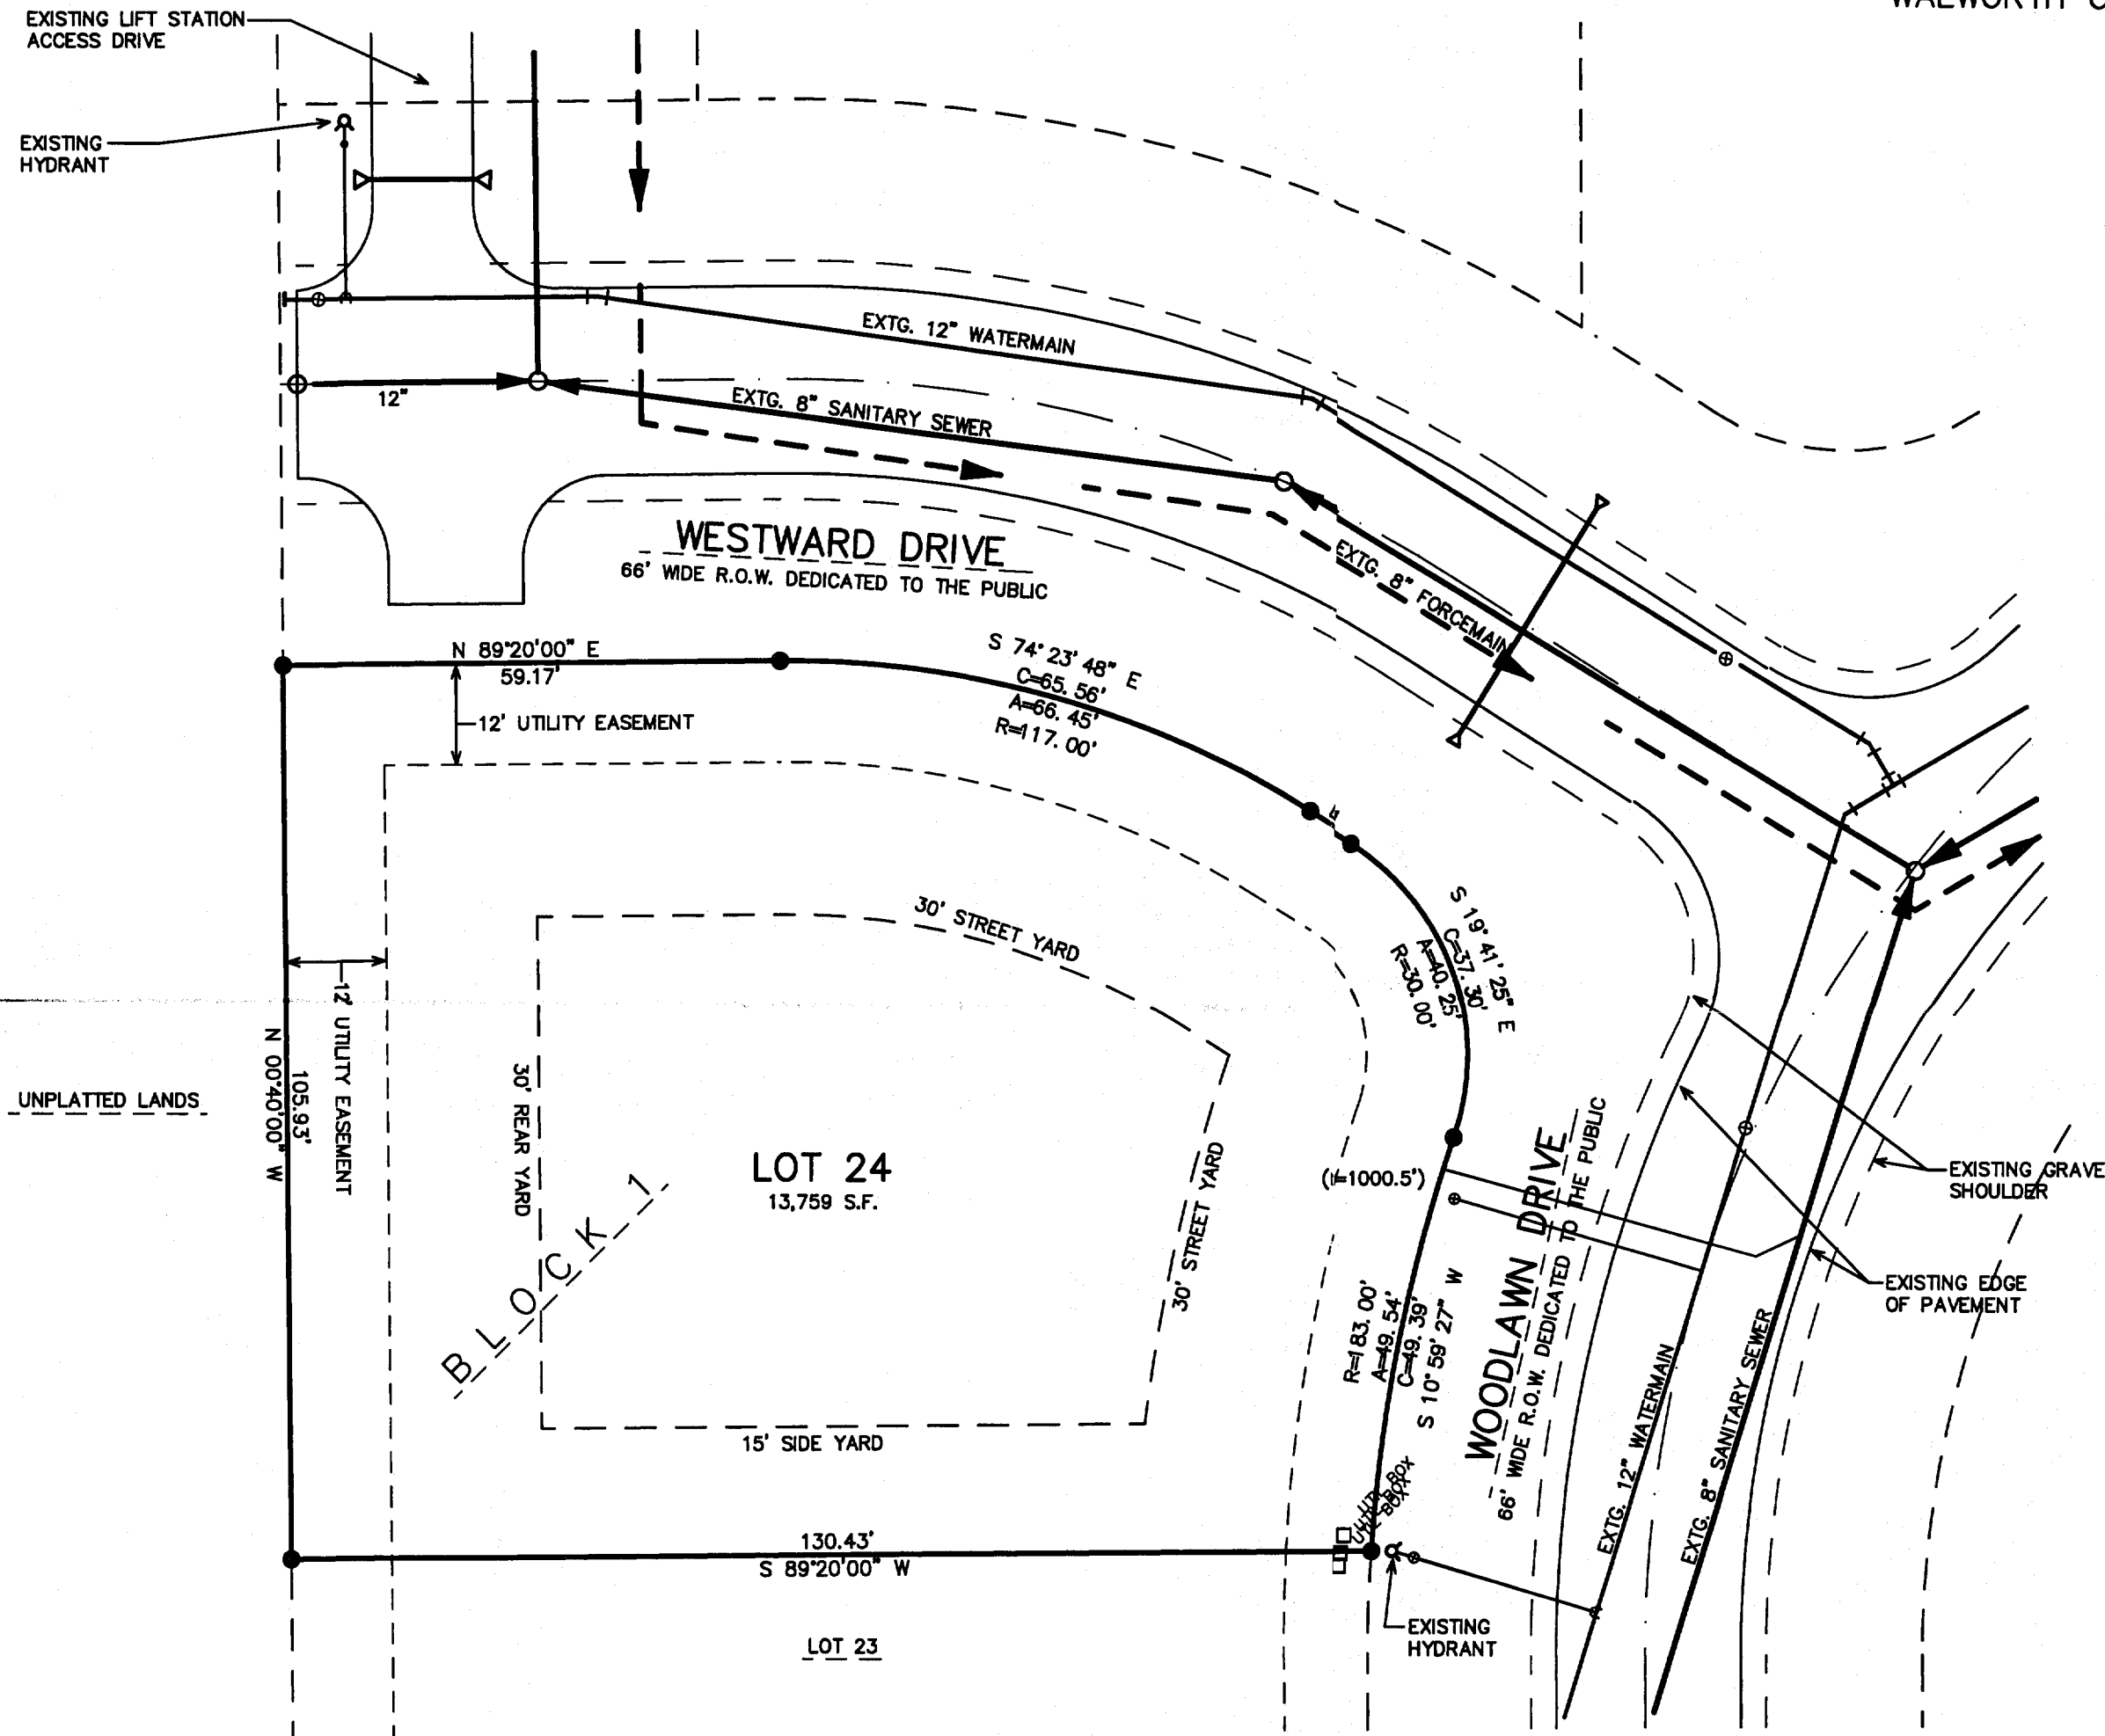 EXISTING LIFT STATION
ACCESS DRIVE
EXISTING
HYDRANT
EXTG. 12" WATERMAIN
12"
EXTG. 8" SANITARY SEWER
WESTWARD DRIVE
66' WIDE R.O.W. DEDICATED TO THE PUBLIC
EXTG. 8" FORCEMAIN
N 89°20'00" E
59.17'
12' UTILITY EASEMENT
S 74°23'48" E
C=65.56'
A=66.45'
R=117.00'
S 19°41'25" E
C=37.30'
A=40.25'
R=30.00'
30' STREET YARD
12' UTILITY EASEMENT
105.93'
N 00°40'00" W
UNPLATTED LANDS
30' REAR YARD
LOT 24
13,759 S.F.
BLOCK 1
30' STREET YARD
15' SIDE YARD
R=183.00'
A=49.54'
C=49.39'
S 10°59'27" W
WOODLAWN DRIVE
66' WIDE R.O.W. DEDICATED TO THE PUBLIC
EXISTING GRAVE
SHOULDER
EXISTING EDGE
OF PAVEMENT
EXTG. 12" WATERMAIN
EXTG. 8" SANITARY SEWER
130.43'
S 89°20'00" W
EXISTING
HYDRANT
LOT 23